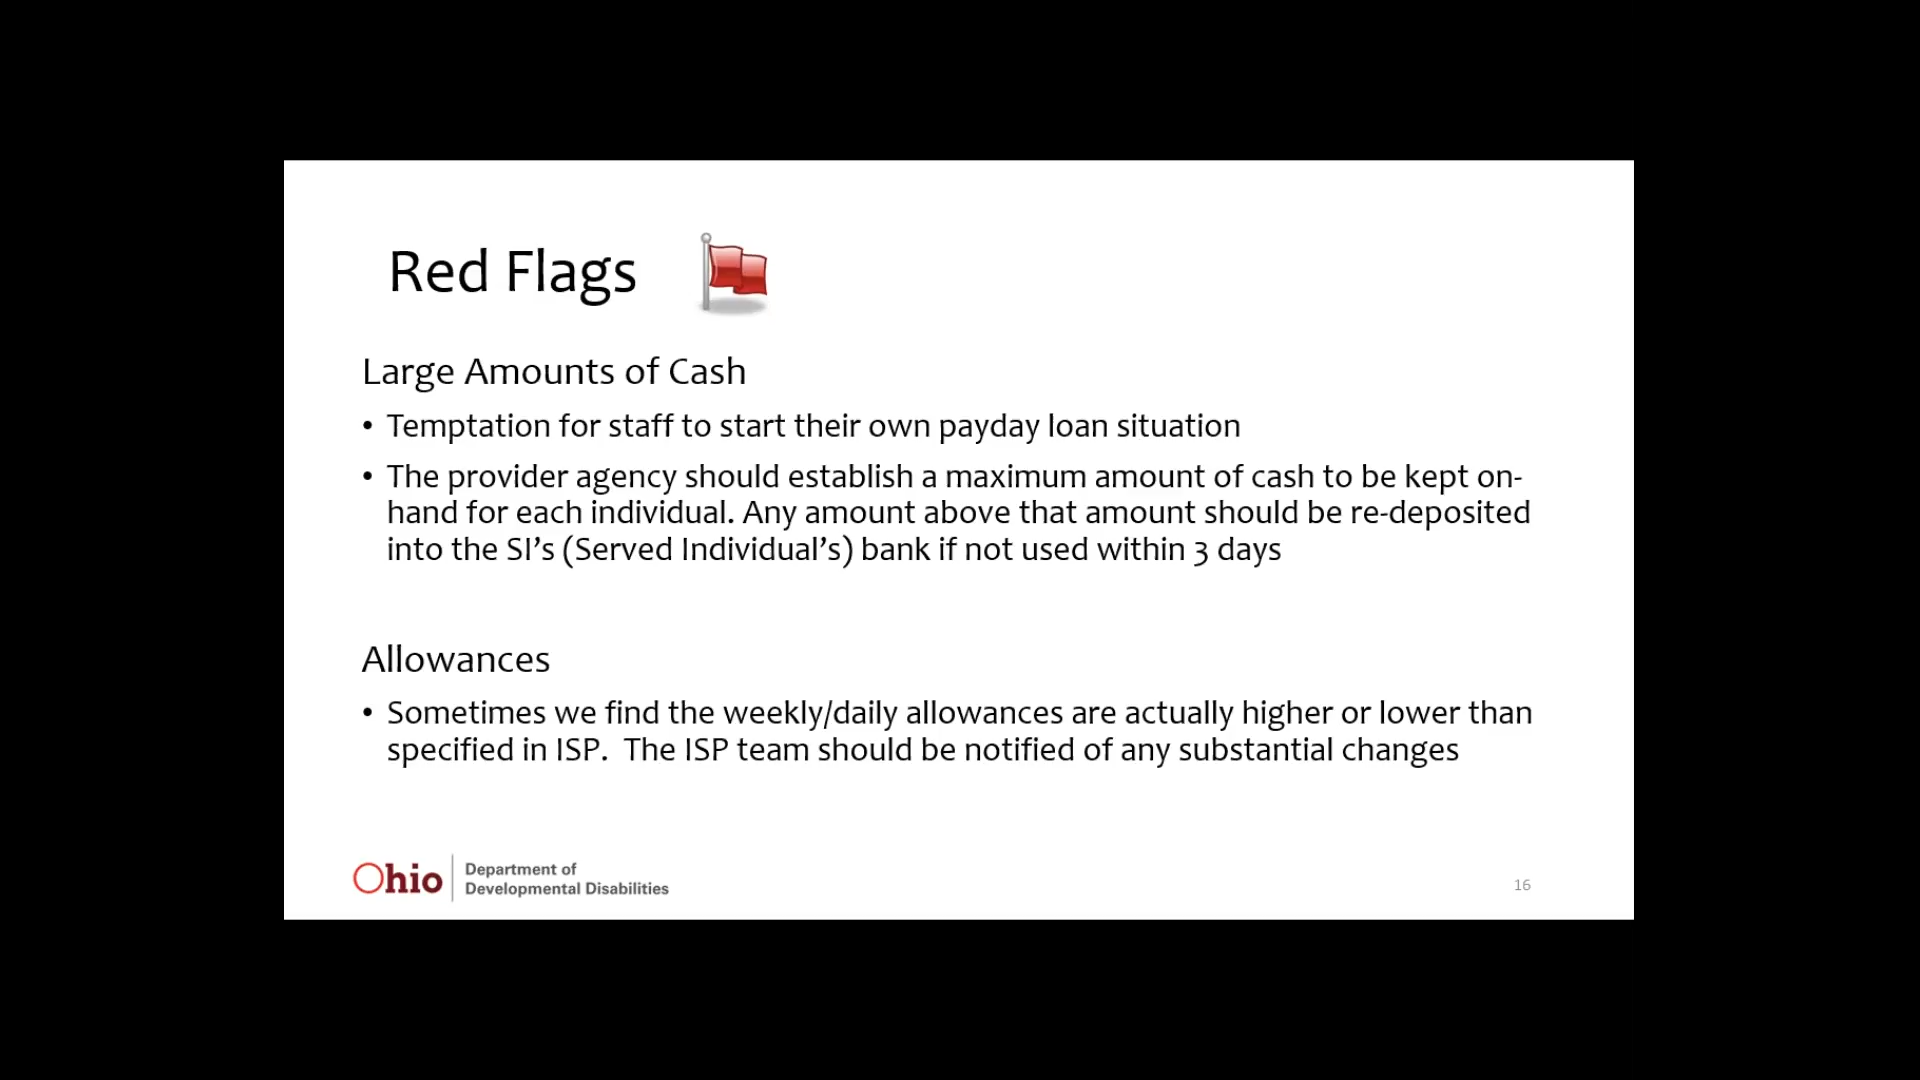 Red Flags
Large Amounts of Cash
• Temptation for staff to start their own payday loan situation
• The provider agency should establish a maximum amount of cash to be kept on-
hand for each individual. Any amount above that amount should be re-deposited
into the SI’s (Served Individual’s) bank if not used within 3 days
Allowances
• Sometimes we find the weekly/daily allowances are actually higher or lower than
specified in ISP.  The ISP team should be notified of any substantial changes
Ohio
Department of
Developmental Disabilities
16